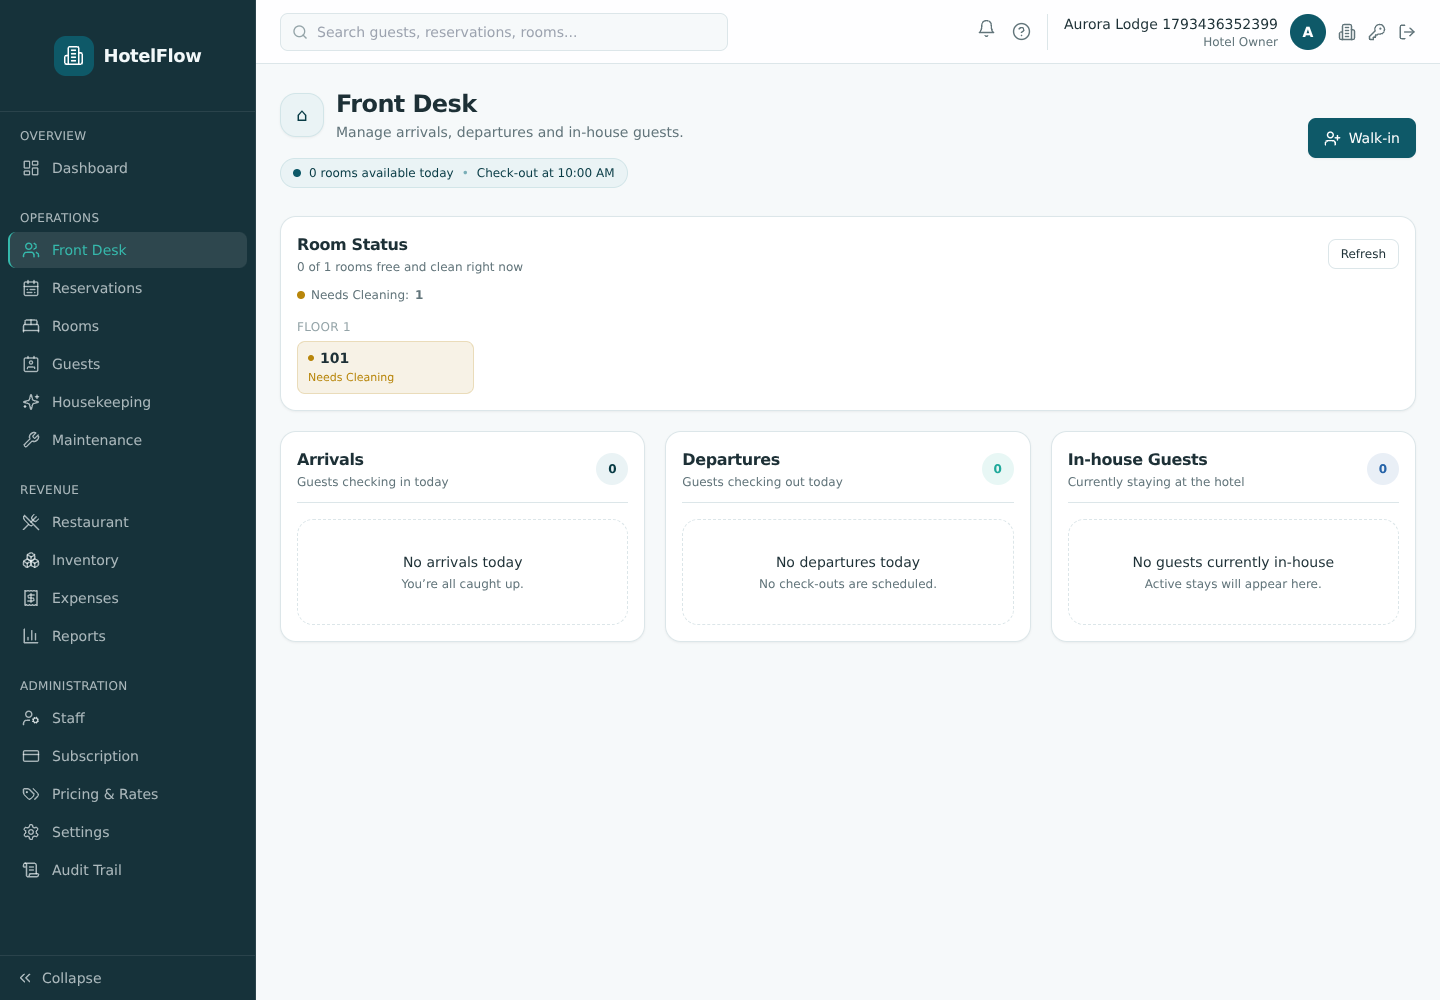 HotelFlow
OVERVIEW
Dashboard
OPERATIONS
Front Desk
Reservations
Rooms
Guests
Housekeeping
Maintenance
REVENUE
Restaurant
Inventory
Expenses
Reports
ADMINISTRATION
Staff
Subscription
Pricing & Rates
Settings
Audit Trail
Collapse
Search guests, reservations, rooms...
Aurora Lodge 1793436352399
Hotel Owner
A
Front Desk
Manage arrivals, departures and in-house guests.
0 rooms available today • Check-out at 10:00 AM
Walk-in
Room Status
0 of 1 rooms free and clean right now
Refresh
Needs Cleaning: 1
FLOOR 1
101
Needs Cleaning
Arrivals
Guests checking in today
0
No arrivals today
You’re all caught up.
Departures
Guests checking out today
0
No departures today
No check-outs are scheduled.
In-house Guests
Currently staying at the hotel
0
No guests currently in-house
Active stays will appear here.